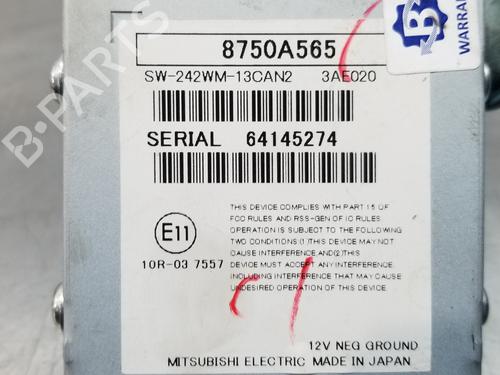 8750A565
SW-242WM-13CAN2 3AE020
SERIAL 64145274
E11
10R-03 7557
THIS DEVICE COMPLIES WITH PART 15 OF
FCC RULES AND RSS-GEN OF IC RULES
OPERATION IS SUBJECT TO THE FOLLOWING
TWO CONDITIONS (1)THIS DEVICE MAY NOT
CAUSE INTERFERENCE.AND(2)THIS
DEVICE MUST ACCEPT ANY INTERFERENCE.
INCLUDING INTERFERENCE THAT MAY CAUSE
UNDESIRED OPERATION OF THIS DEVICE.
12V NEG GROUND
MITSUBISHI ELECTRIC MADE IN JAPAN
B
B-PARTS